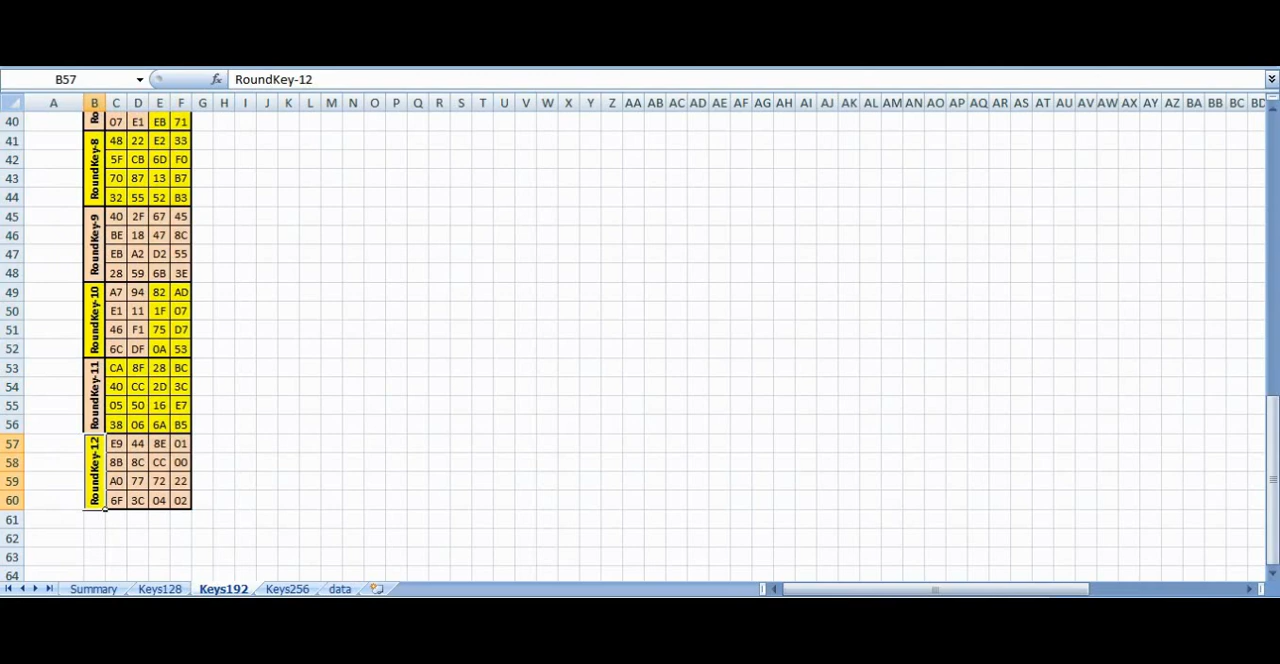 B57 fx RoundKey-12
A B C D E F G H I J K L M N O P Q R S T U V W X Y Z AA AB AC AD AE AF AG AH AI AJ AK AL AM AN AO AP AQ AR AS AT AU AV AW AX AY AZ BA BB BC BD
40 Ro 07 E1 EB 71
41 RoundKey-8 48 22 E2 33
42 5F CB 6D F0
43 70 87 13 B7
44 32 55 52 B3
45 RoundKey-9 40 2F 67 45
46 BE 18 47 8C
47 EB A2 D2 55
48 28 59 6B 3E
49 RoundKey-10 A7 94 82 AD
50 E1 11 1F 07
51 46 F1 75 D7
52 6C DF 0A 53
53 RoundKey-11 CA 8F 28 BC
54 40 CC 2D 3C
55 05 50 16 E7
56 38 06 6A B5
57 RoundKey-12 E9 44 8E 01
58 8B 8C CC 00
59 A0 77 72 22
60 6F 3C 04 02
61
62
63
64
Summary Keys128 Keys192 Keys256 data